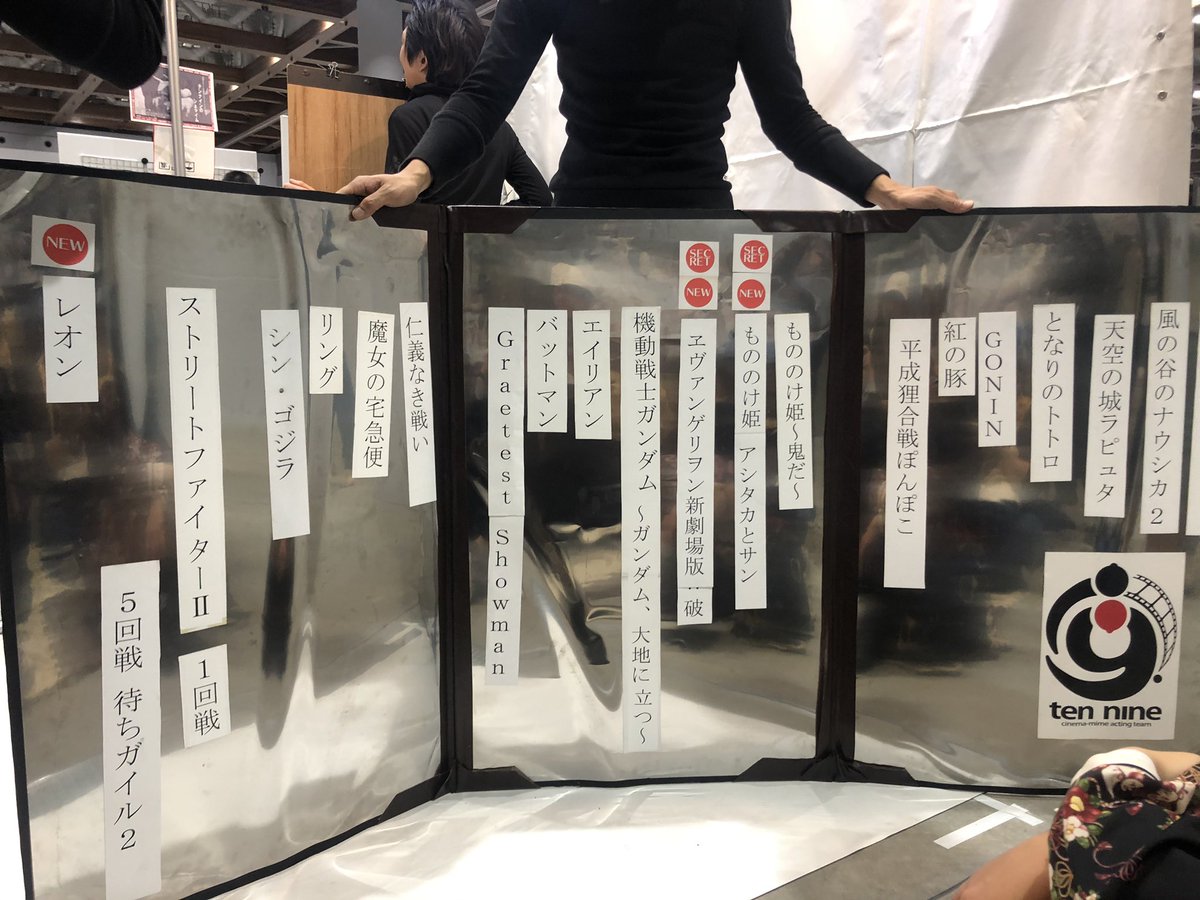 風の谷のナウシカ2
天空の城ラピュタ
となりのトトロ
GONIN
紅の豚
平成狸合戦ぽんぽこ
ten nine
cinema-mime acting team
もののけ姫～鬼だ～
SECRET
NEW
もののけ姫 アシタカとサン
SECRET
NEW
ヱヴァンゲリヲン新劇場版：破
機動戦士ガンダム ～ガンダム、大地に立つ～
エイリアン
バットマン
Graetest Showman
仁義なき戦い
魔女の宅急便
リング
シン・ゴジラ
ストリートファイターII
1回戦
5回戦 待ちガイル2
NEW
レオン